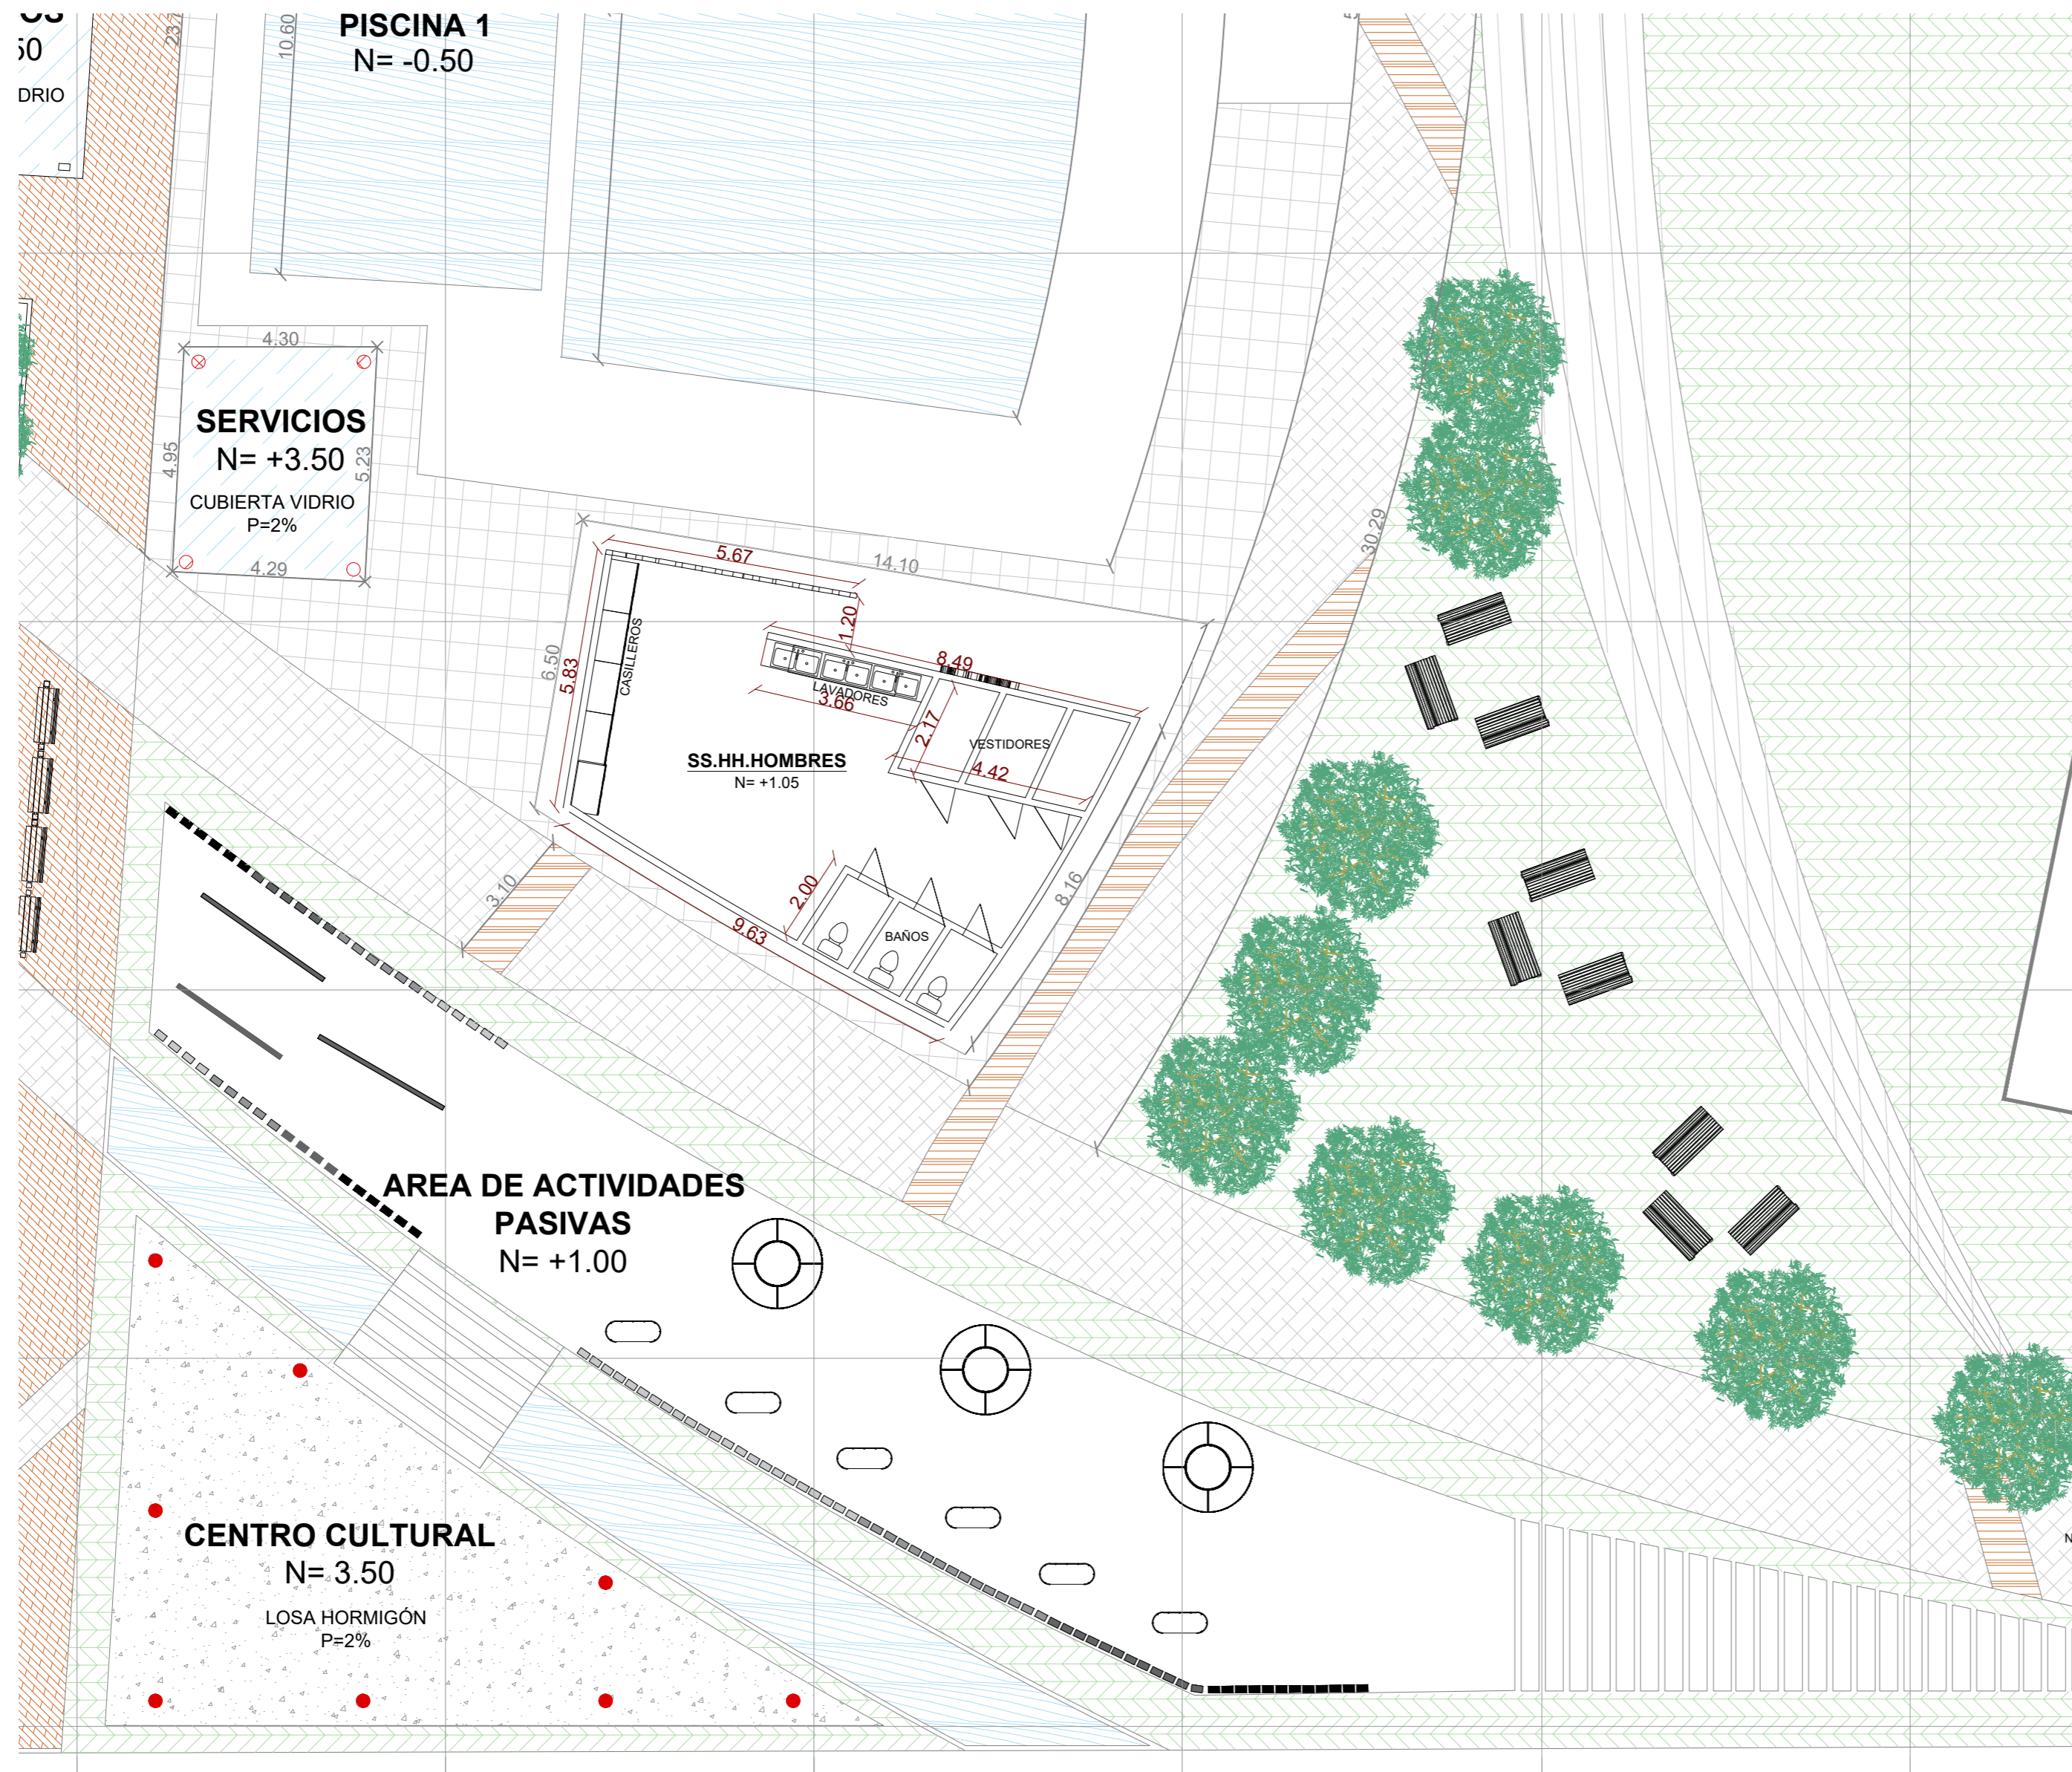 50
DRIO
10.60
PISCINA 1
N= -0.50
4.30
SERVICIOS
N= +3.50
CUBIERTA VIDRIO
P=2%
4.95
5.23
4.29
5.67
14.10
1.20
6.50
5.83
CASILLEROS
8.49
LAVADORES
3.66
2.17
VESTIDORES
4.42
SS.HH.HOMBRES
N= +1.05
30.29
3.10
2.00
9.63
BAÑOS
8.16
AREA DE ACTIVIDADES
PASIVAS
N= +1.00
CENTRO CULTURAL
N= 3.50
LOSA HORMIGÓN
P=2%
N